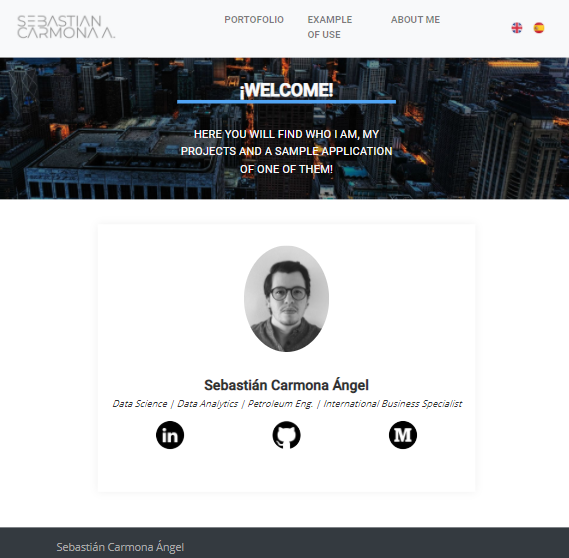 SEBASTIAN
CARMONA A.
PORTOFOLIO
EXAMPLE
OF USE
ABOUT ME
¡WELCOME!
HERE YOU WILL FIND WHO I AM, MY
PROJECTS AND A SAMPLE APPLICATION
OF ONE OF THEM!
Sebastián Carmona Ángel
Data Science | Data Analytics | Petroleum Eng. | International Business Specialist
in
M
Sebastián Carmona Ángel